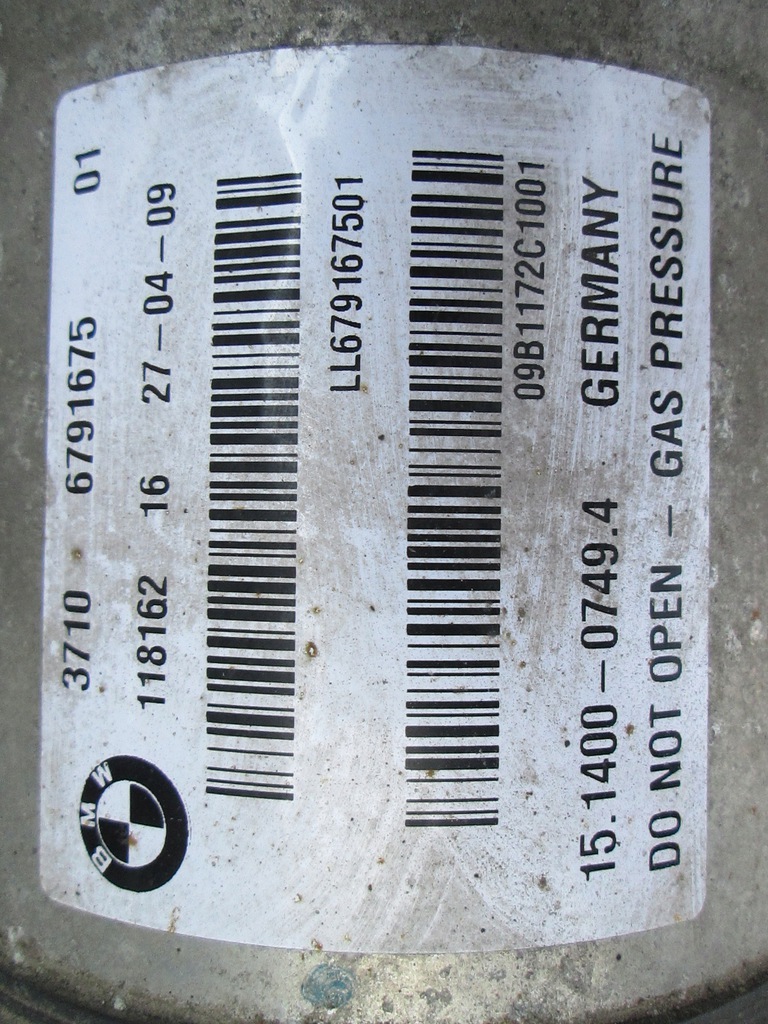 BMW
3710 6791675 01
118162 16 27-04-09
LL679167501
09B1172C1001
15.1400-0749.4 GERMANY
DO NOT OPEN - GAS PRESSURE